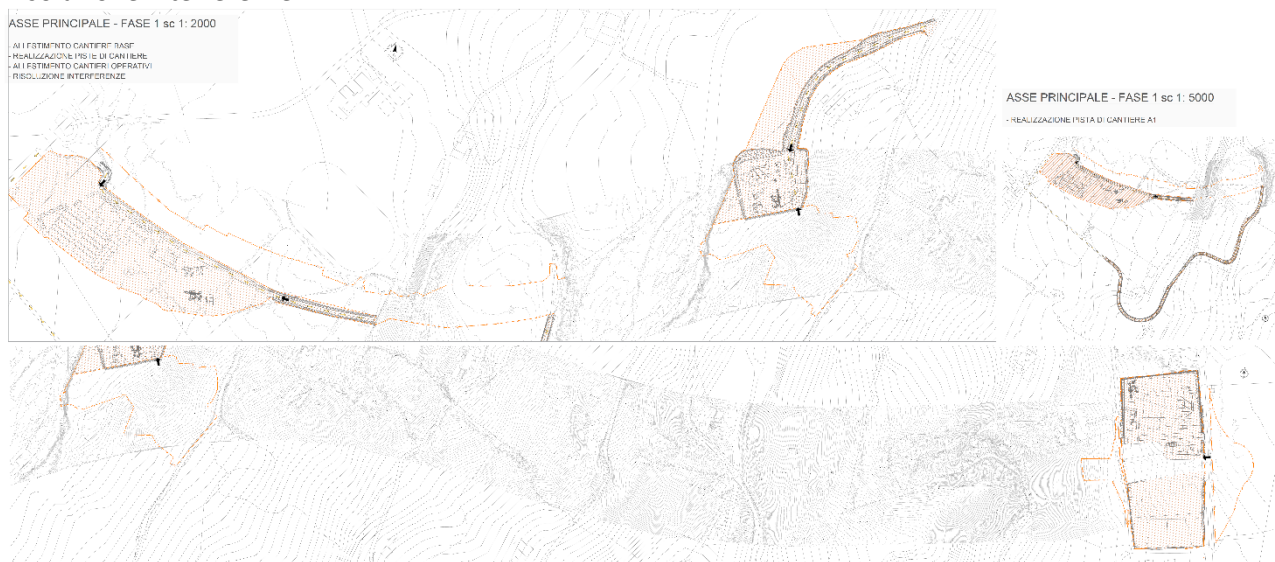 ASSE PRINCIPALE - FASE 1 sc 1: 2000
- ALLESTIMENTO CANTIERE BASE
- REALIZZAZIONE PISTE DI CANTIERE
- ALLESTIMENTO CANTIERI OPERATIVI
- RISOLUZIONE INTERFERENZE
ASSE PRINCIPALE - FASE 1 sc 1: 5000
- REALIZZAZIONE PISTA DI CANTIERE A1